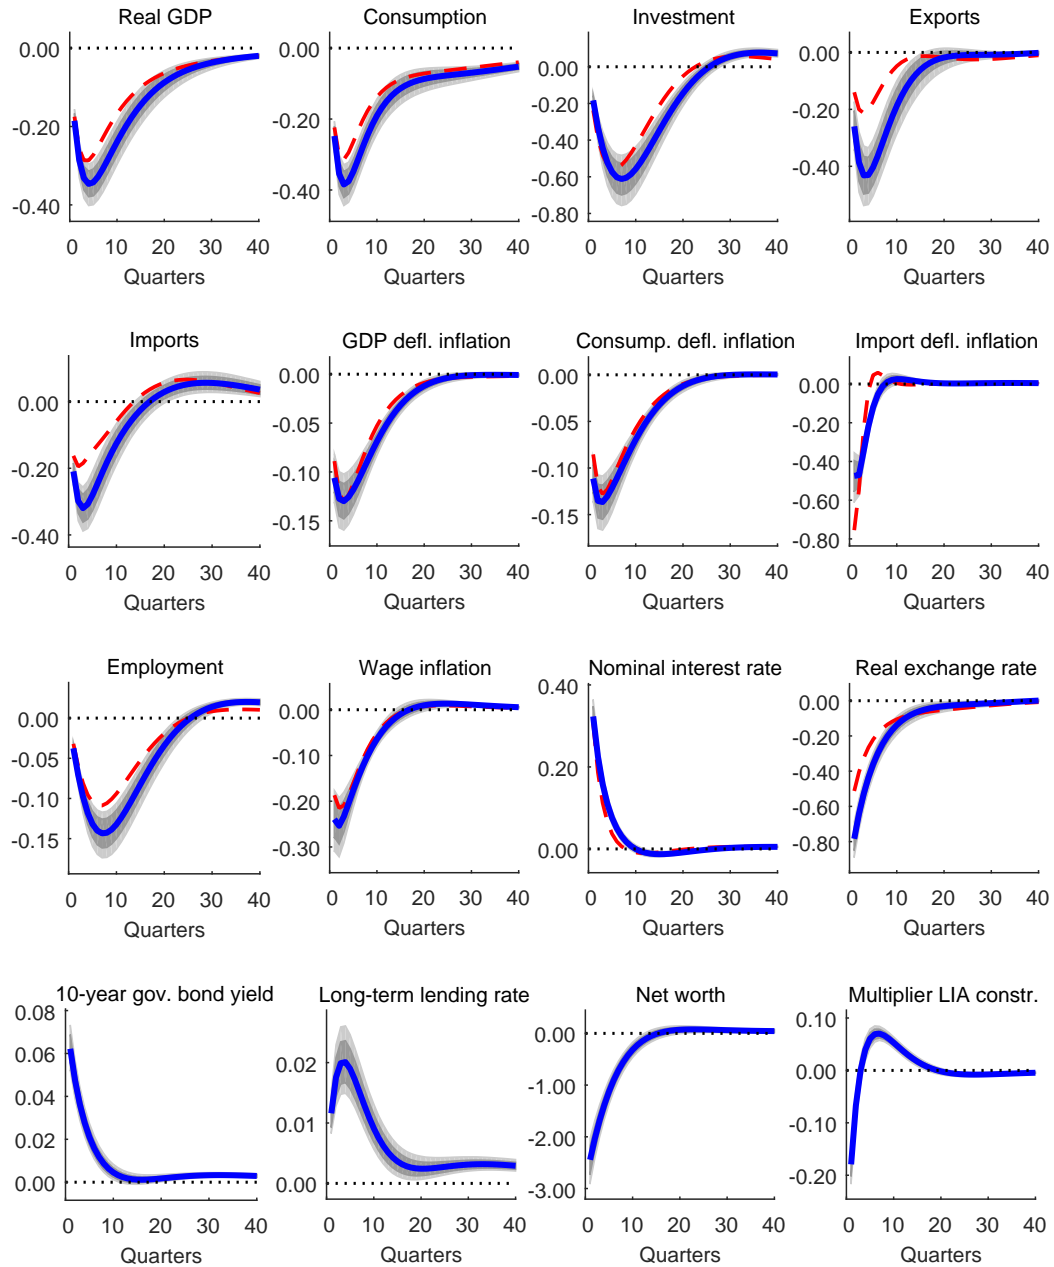 Real GDP
0.00
-0.20
-0.40
0 10 20 30 40
Quarters
Consumption
0.00
-0.20
-0.40
0 10 20 30 40
Quarters
Investment
0.00
-0.20
-0.40
-0.60
-0.80
0 10 20 30 40
Quarters
Exports
0.00
-0.20
-0.40
0 10 20 30 40
Quarters
Imports
0.00
-0.20
-0.40
0 10 20 30 40
Quarters
GDP defl. inflation
0.00
-0.05
-0.10
-0.15
0 10 20 30 40
Quarters
Consump. defl. inflation
0.00
-0.05
-0.10
-0.15
0 10 20 30 40
Quarters
Import defl. inflation
0.00
-0.20
-0.40
-0.60
-0.80
0 10 20 30 40
Quarters
Employment
0.00
-0.05
-0.10
-0.15
0 10 20 30 40
Quarters
Wage inflation
0.00
-0.10
-0.20
-0.30
0 10 20 30 40
Quarters
Nominal interest rate
0.40
0.20
0.00
0 10 20 30 40
Quarters
Real exchange rate
0.00
-0.20
-0.40
-0.60
-0.80
0 10 20 30 40
Quarters
10-year gov. bond yield
0.08
0.06
0.04
0.02
0.00
0 10 20 30 40
Quarters
Long-term lending rate
0.02
0.01
0.00
0 10 20 30 40
Quarters
Net worth
0.00
-1.00
-2.00
-3.00
0 10 20 30 40
Quarters
Multiplier LIA constr.
0.10
0.00
-0.10
-0.20
0 10 20 30 40
Quarters